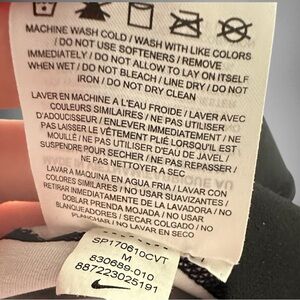 MACHINE WASH COLD / WASH WITH LIKE COLORS
/ DO NOT USE SOFTENERS / REMOVE
IMMEDIATELY / DO NOT ALLOW TO LAY ON ITSELF
WHEN WET / DO NOT BLEACH / LINE DRY / DO NOT
IRON / DO NOT DRY CLEAN
LAVER EN MACHINE A L'EAU FROIDE / LAVER AVEC
COULEURS SIMILAIRES / NE PAS UTILISER
D'ADOUCISSEUR / ENLEVER IMMEDIATEMENT / NE
PAS LAISSER LE VÊTEMENT PLIÉ LORSQU'IL EST
MOUILLÉ / NE PAS UTILISER D'EAU DE JAVEL /
SUSPENDRE POUR SECHER / NE PAS REPASSER /
NE PAS NETTOYER A SEC
LAVAR A MAQUINA EN AGUA FRIA / LAVAR CON
COLORES SIMILARES / NO USAR SUAVIZANTES /
RETIRAR INMEDIATAMENTE DE LA LAVADORA / NO
DOBLAR PRENDA MOJADA / NO USAR
BLANQUEADORES / SECAR COLGADO / NO
PLANCHAR / NO LAVAR EN SECO
SP170610CVT
M
830689-010
887223025191